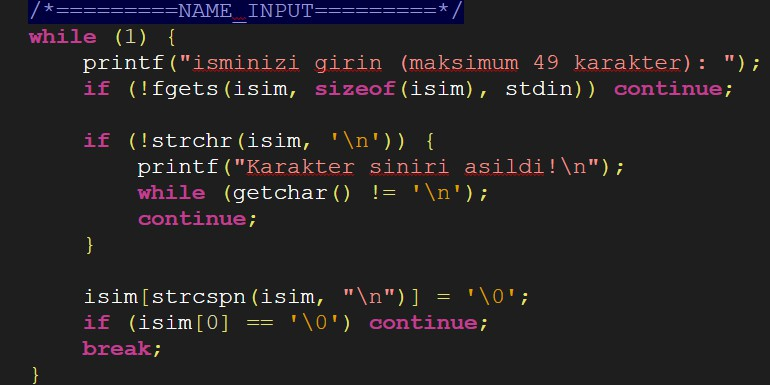 /*=========NAME_INPUT=========*/
while (1) {
    printf("isminizi girin (maksimum 49 karakter): ");
    if (!fgets(isim, sizeof(isim), stdin)) continue;

    if (!strchr(isim, '\n')) {
        printf("Karakter siniri asildi!\n");
        while (getchar() != '\n');
        continue;
    }

    isim[strcspn(isim, "\n")] = '\0';
    if (isim[0] == '\0') continue;
    break;
}